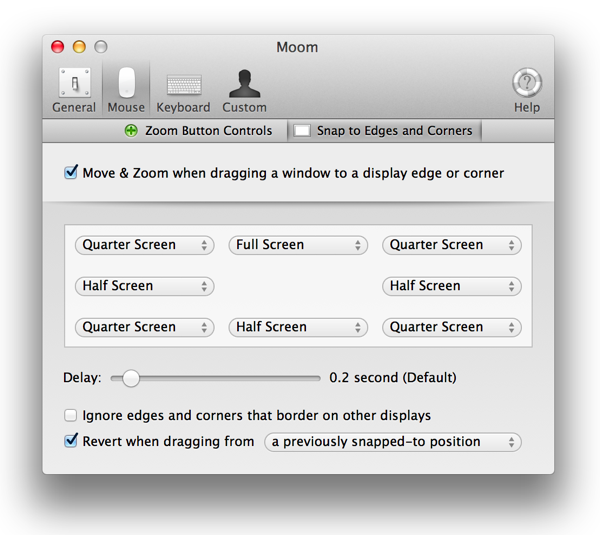 Moom
General Mouse Keyboard Custom Help
Zoom Button Controls Snap to Edges and Corners
Move & Zoom when dragging a window to a display edge or corner
Quarter Screen Full Screen Quarter Screen
Half Screen Half Screen
Quarter Screen Half Screen Quarter Screen
Delay: 0.2 second (Default)
Ignore edges and corners that border on other displays
Revert when dragging from a previously snapped-to position